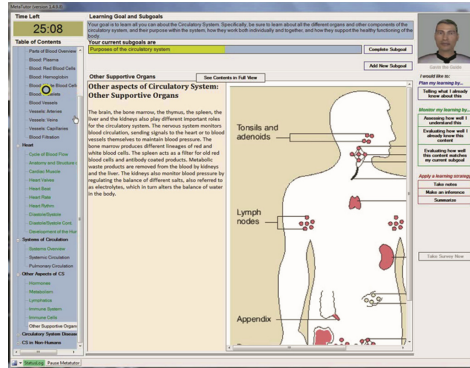 MetaTutor
Time Left
25:08
Table of Contents
Parts of Blood Overview
Blood: Plasma
Blood: Red Blood Cells
Blood: Hemoglobin
Blood Cells
Blood Vessels
Vessels: Arteries
Vessels: Veins
Vessels: Capillaries
Blood Filtration
Heart
Cycle of Blood Flow
Anatomy and Structure
Cardiac Muscle
Heart Valves
Heart Beat
Heart Rate
Heart Rythm
Diastole/Systole
Diastole/Systole Cont.
Development of the Hu
Systems of Circulation
Systems Overview
Systemic Circulation
Pulmonary Circulation
Other Aspects of CS
Hormones
Metabolism
Lymphatics
Immune System
Immune Cells
Other Supportive Organs
Circulatory System Disease
CS in Non-Humans
Pause Metatutor
Learning Goal and Subgoals
Your goal is to learn all you can about the Circulatory System. Specifically, be sure to learn about all the different organs and other components of the
circulatory system, and their purpose within the system, how they work both individually and together, and how they support the healthy functioning of the
body.
Your current subgoals are
Purposes of the circulatory system
Complete Subgoal
Add New Subgoal
Other Supportive Organs
See Contents in Full View
Other aspects of Circulatory System:
Other Supportive Organs
The brain, the bone marrow, the thymus, the spleen, the
liver and the kidneys also play different important roles
for the circulatory system. The nervous system monitors
blood circulation, sending signals to the heart or to blood
vessels themselves to maintain blood pressure. The
bone marrow produces different lineages of red and
white blood cells. The spleen acts as a filter for old red
blood cells and antibody coated products. Metabolic
waste products are removed from the blood by kidneys
and the liver. The kidneys also monitor blood pressure by
regulating the balance of different salts, also referred to
as electrolytes, which in turn alters the balance of water
in the body.
Tonsils and
adenoids
Lymph
nodes
Appendix
I would like to:
Plan my learning by...
Telling what I already
know about this
Monitor my learning by...
Assessing how well I
understand this
Evaluating how well I
already know this
content
Evaluating how well
this content matches
my current subgoal
Apply a learning strategy
Take notes
Make an inference
Summarize
Take Survey Now